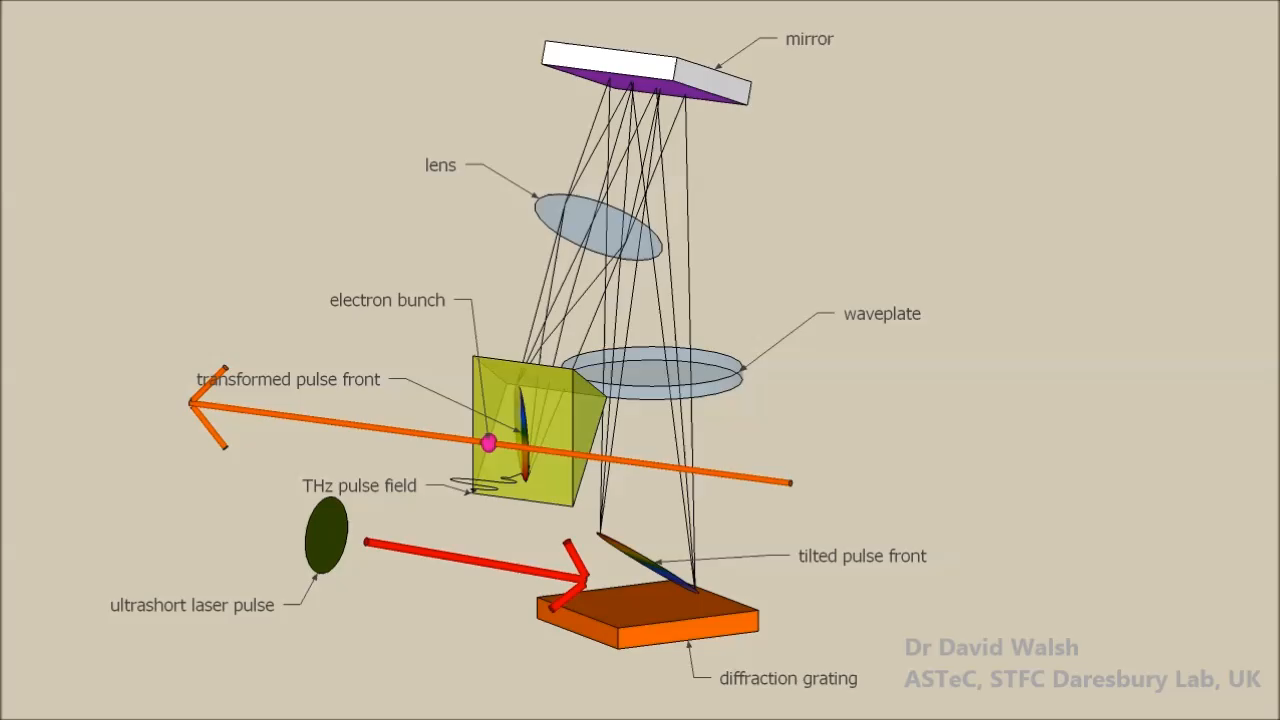 mirror
lens
electron bunch
waveplate
transformed pulse front
THz pulse field
tilted pulse front
ultrashort laser pulse
diffraction grating
Dr David Walsh
ASTeC, STFC Daresbury Lab, UK